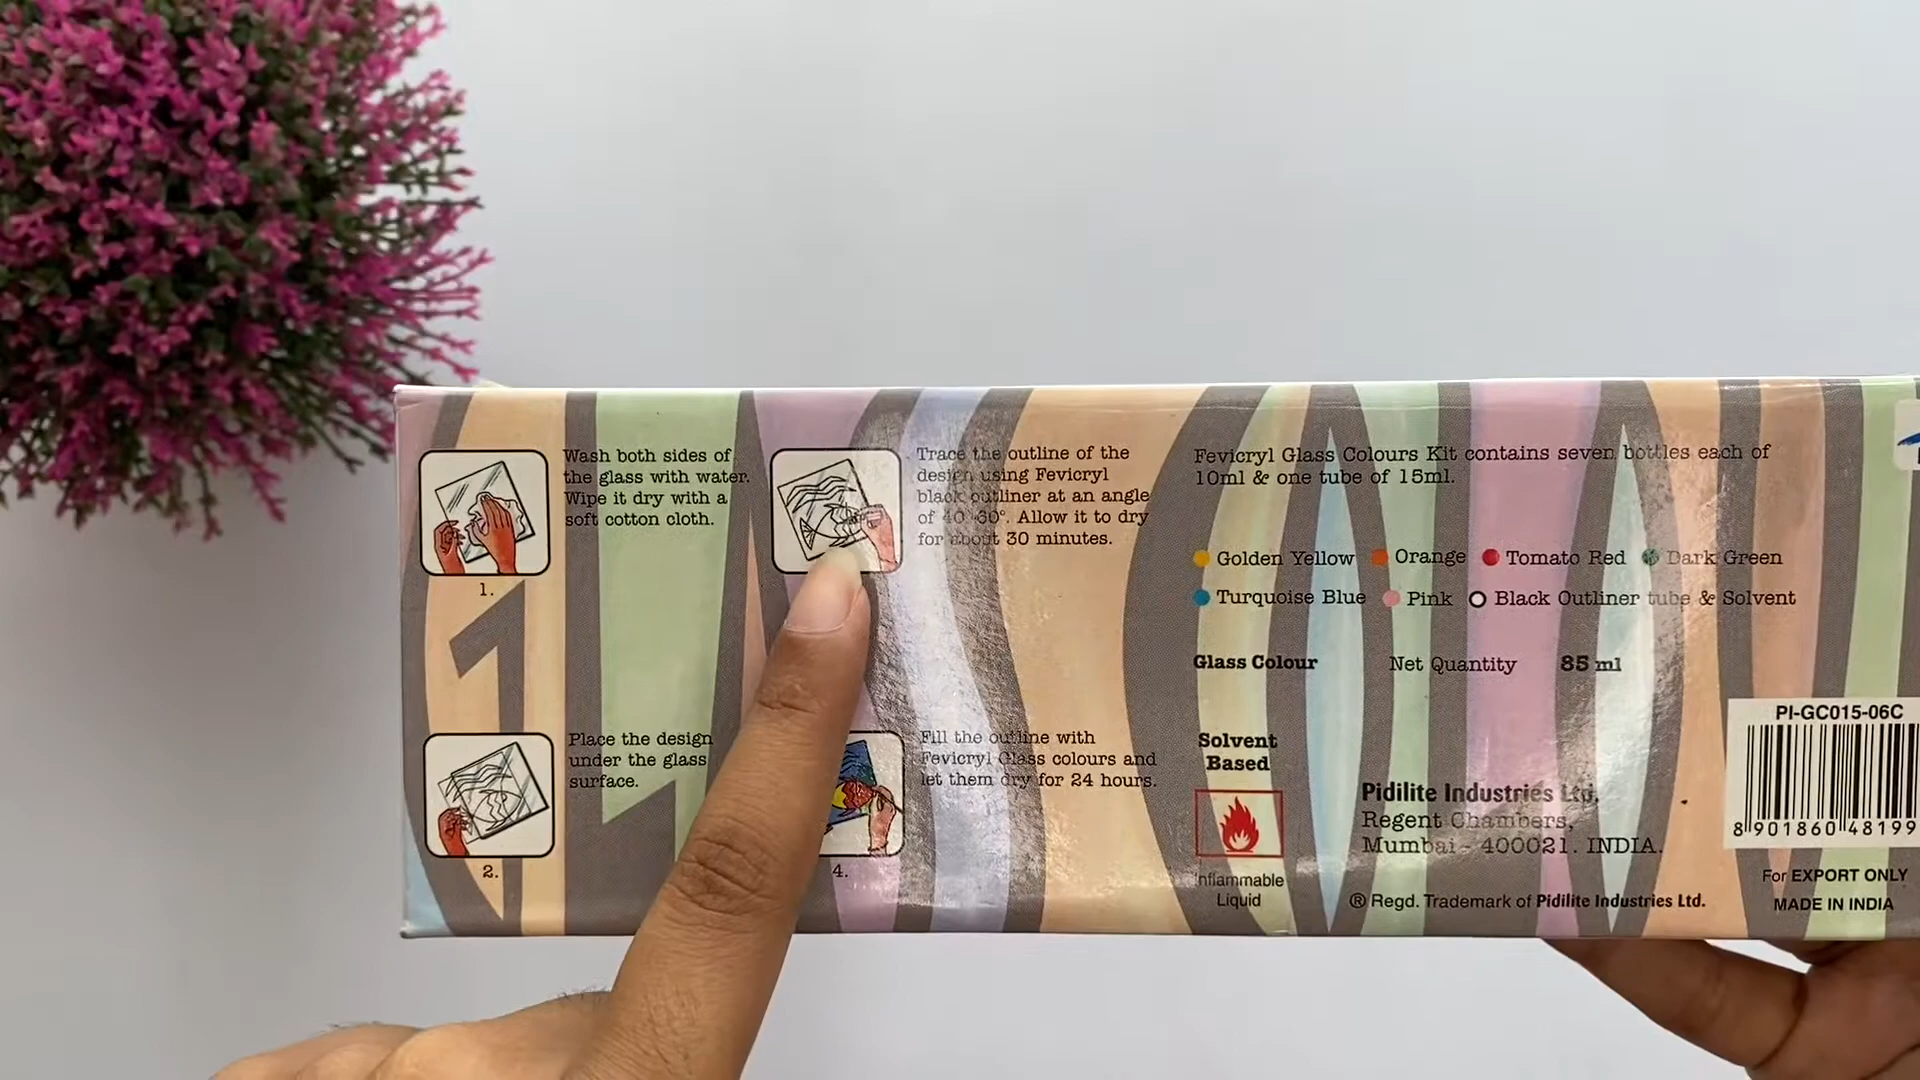 Wash both sides of
the glass with water.
Wipe it dry with a
soft cotton cloth.
1.
Place the design
under the glass
surface.
2.
Trace the outline of the
design using Fevicryl
black outliner at an angle
of 40-60°. Allow it to dry
for about 30 minutes.
Fill the outline with
Fevicryl Glass colours and
let them dry for 24 hours.
4.
Fevicryl Glass Colours Kit contains seven bottles each of
10ml & one tube of 15ml.
Golden Yellow Orange Tomato Red Dark Green
Turquoise Blue Pink Black Outliner tube & Solvent
Glass Colour Net Quantity 85 ml
Solvent
Based
Inflammable
Liquid
Pidilite Industries Ltd.
Regent Chambers,
Mumbai - 400021. INDIA.
® Regd. Trademark of Pidilite Industries Ltd.
PI-GC015-06C
8 901860 48199
For EXPORT ONLY
MADE IN INDIA